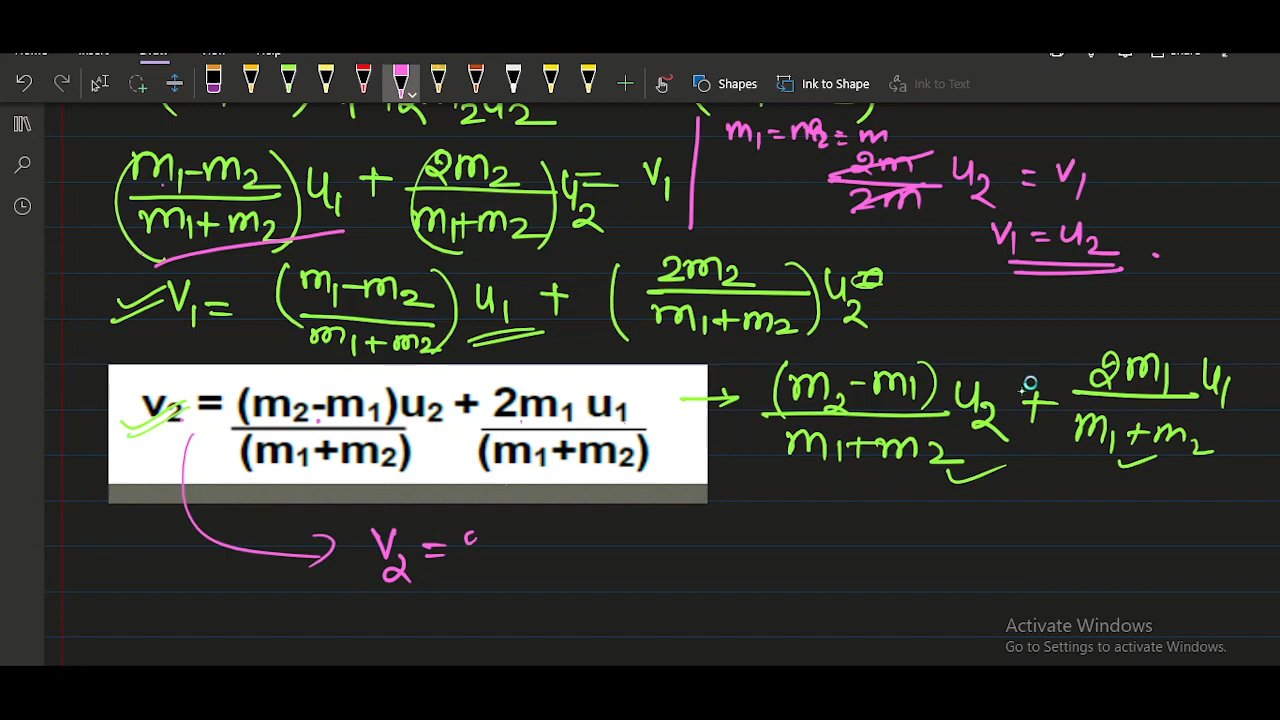 Shapes Ink to Shape Ink to Text
m₁ = m₂ = m
(m₁-m₂)/(m₁+m₂) u₁ + (2m₂)/(m₁+m₂) u₂ = v₁
2m/2m u₂ = v₁
v₁ = u₂
v₁ = (m₁-m₂)/(m₁+m₂) u₁ + (2m₂)/(m₁+m₂) u₂
v₂ = (m₂-m₁)u₂/(m₁+m₂) + 2m₁ u₁/(m₁+m₂) → (m₂-m₁)/(m₁+m₂) u₂ + 2m₁/(m₁+m₂) u₁
v₂ =
Activate Windows
Go to Settings to activate Windows.